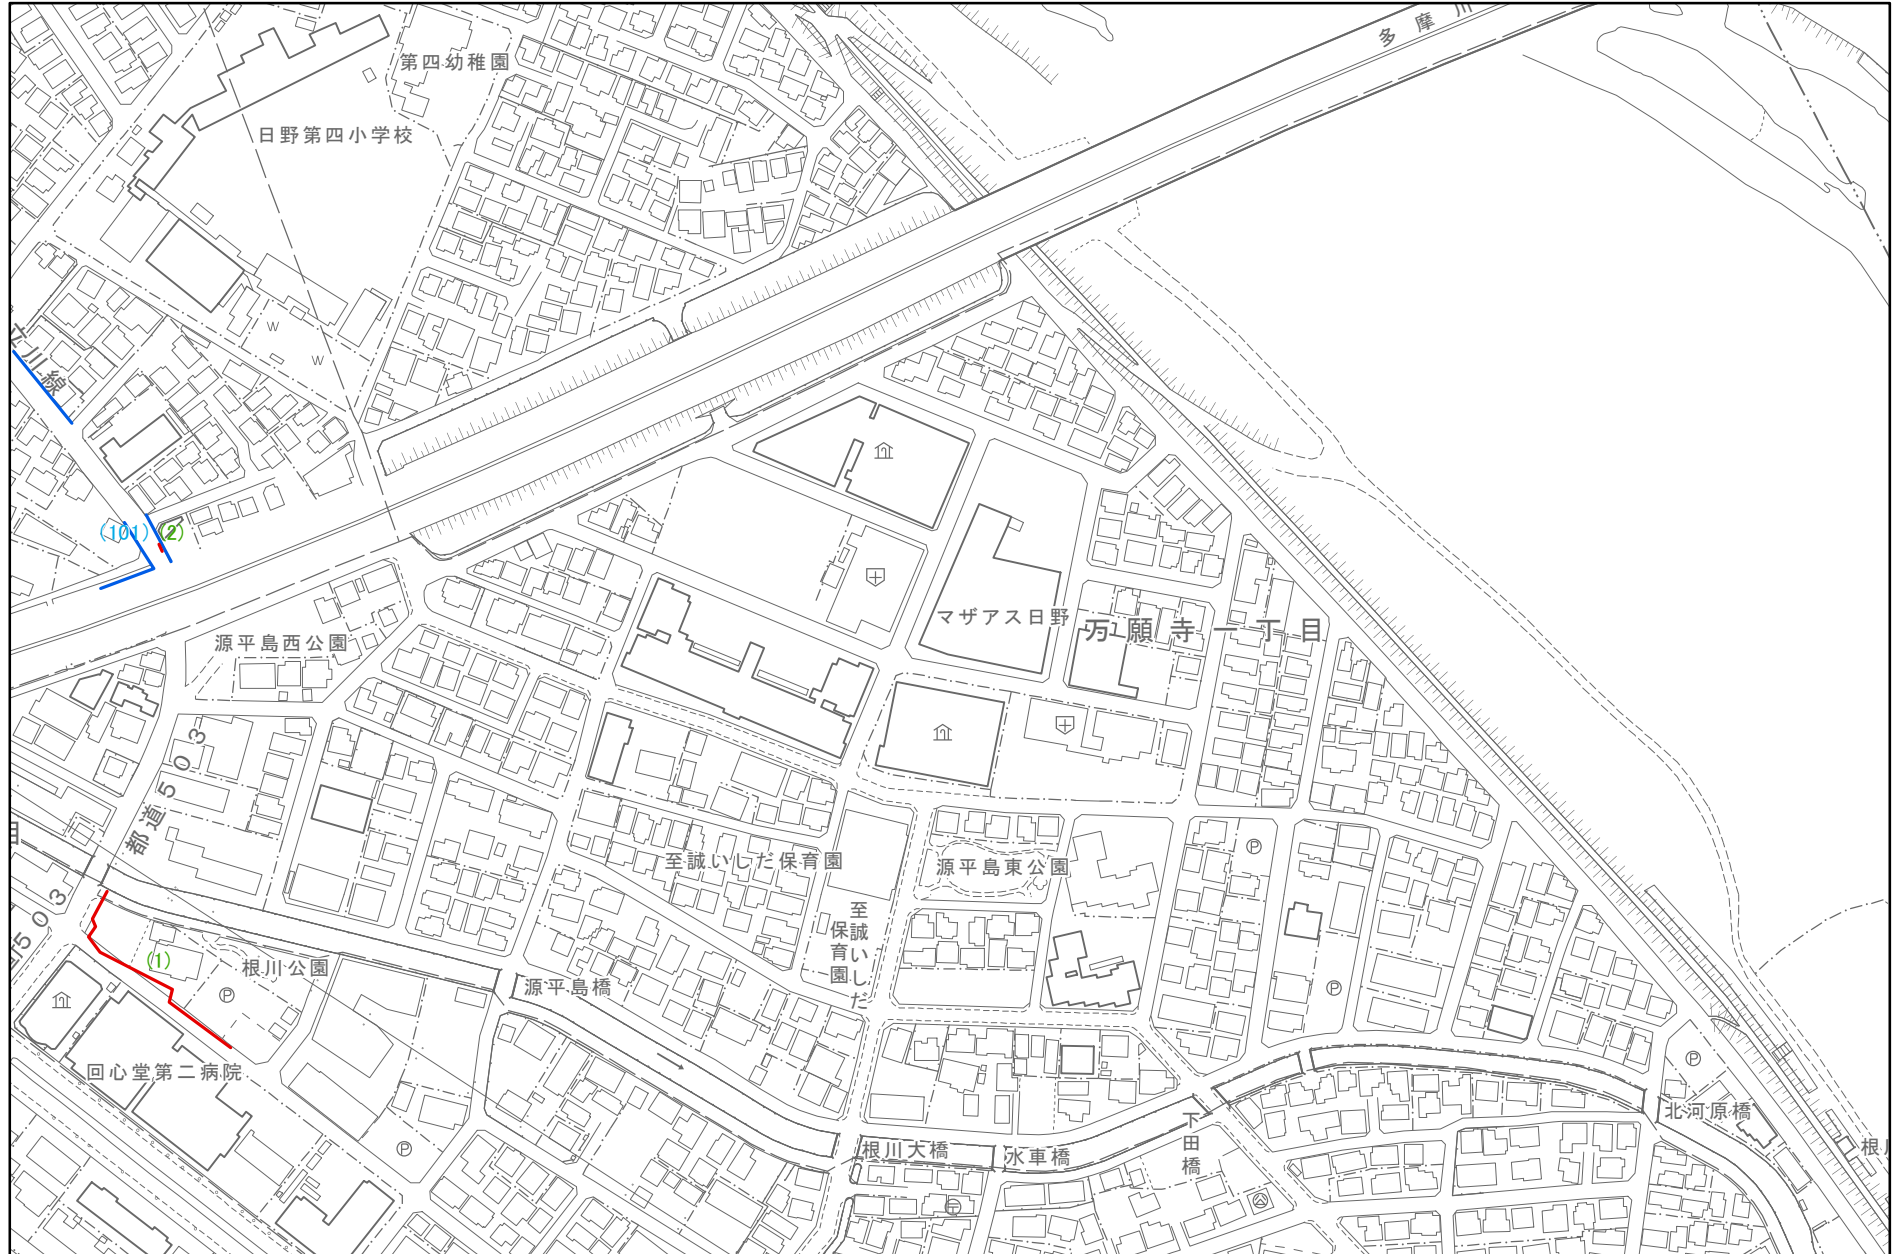 多摩川
第四幼稚園
日野第四小学校
W
W
立川線
(101)
(2)
マザアス日野
万願寺一丁目
源平島西公園
都道503
目
503
至誠いしだ保育園
源平島東公園
至誠いしだ
保育園
P
(1)
根川公園
P
源平島橋
P
回心堂第二病院
P
P
根川大橋
水車橋
下田橋
北河原橋
根川